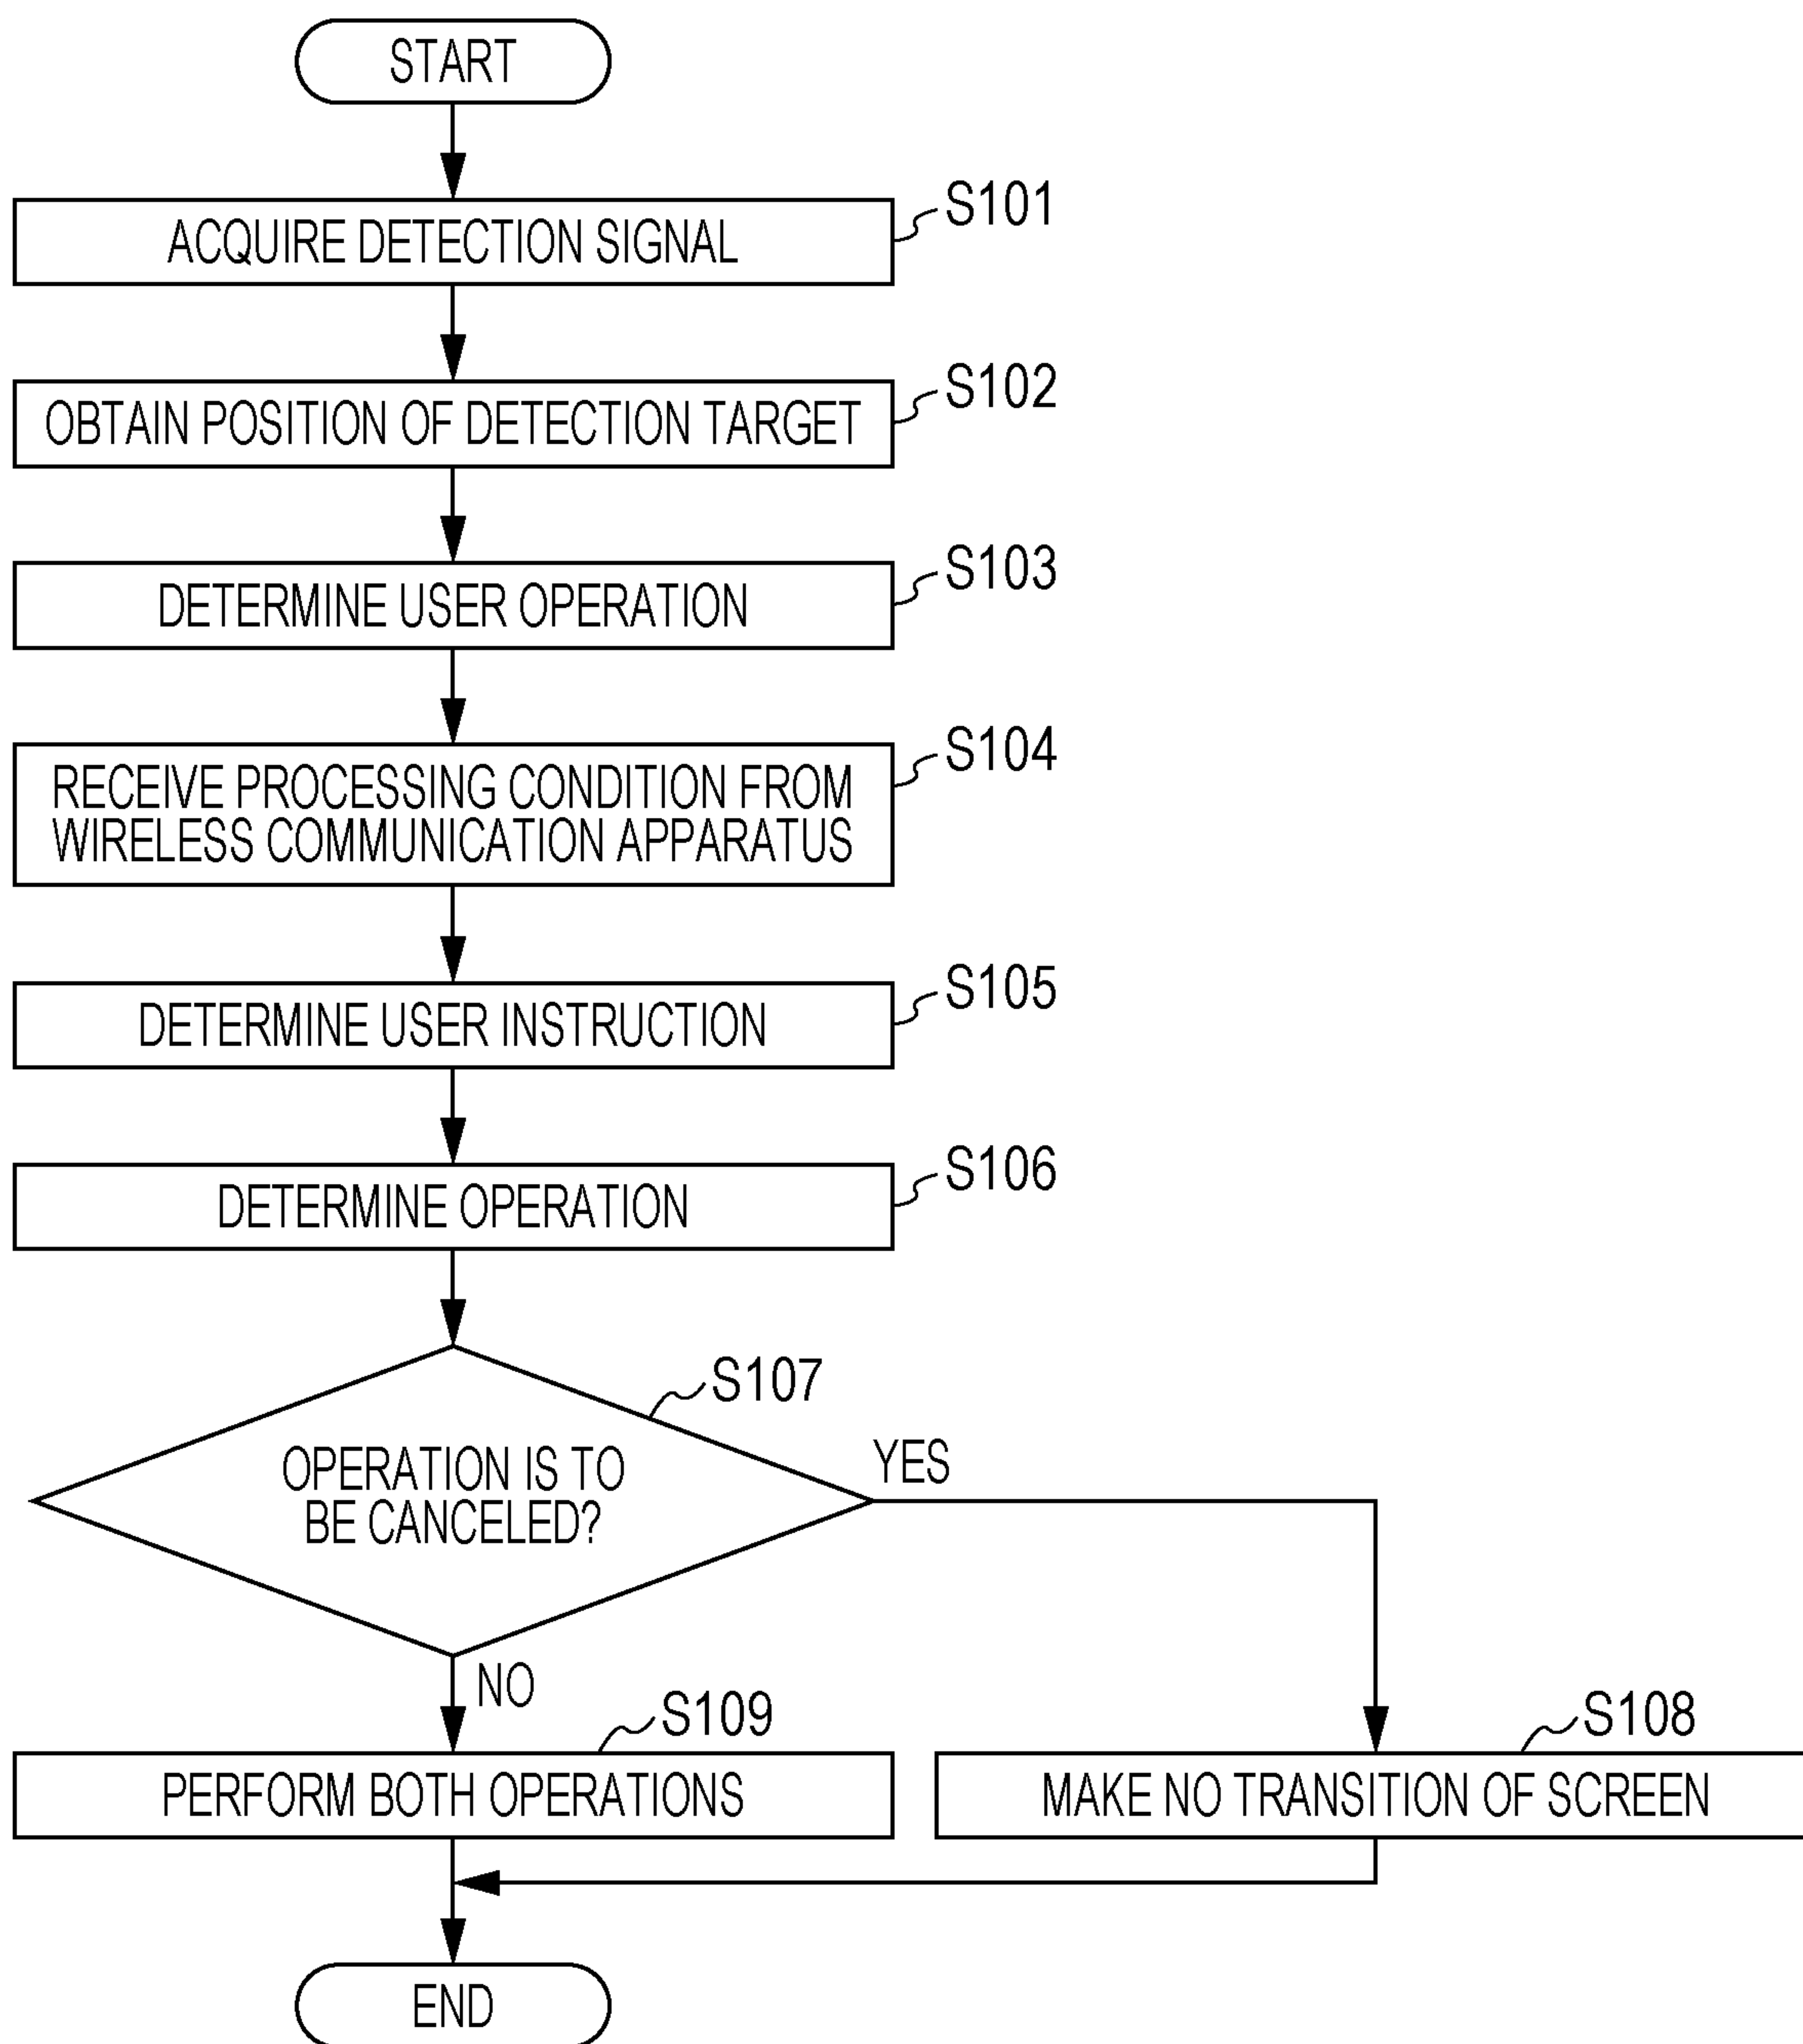 START
ACQUIRE DETECTION SIGNAL
S101
OBTAIN POSITION OF DETECTION TARGET
S102
DETERMINE USER OPERATION
S103
RECEIVE PROCESSING CONDITION FROM
WIRELESS COMMUNICATION APPARATUS
S104
DETERMINE USER INSTRUCTION
S105
DETERMINE OPERATION
S106
S107
OPERATION IS TO
BE CANCELED?
YES
NO
S109
PERFORM BOTH OPERATIONS
S108
MAKE NO TRANSITION OF SCREEN
END